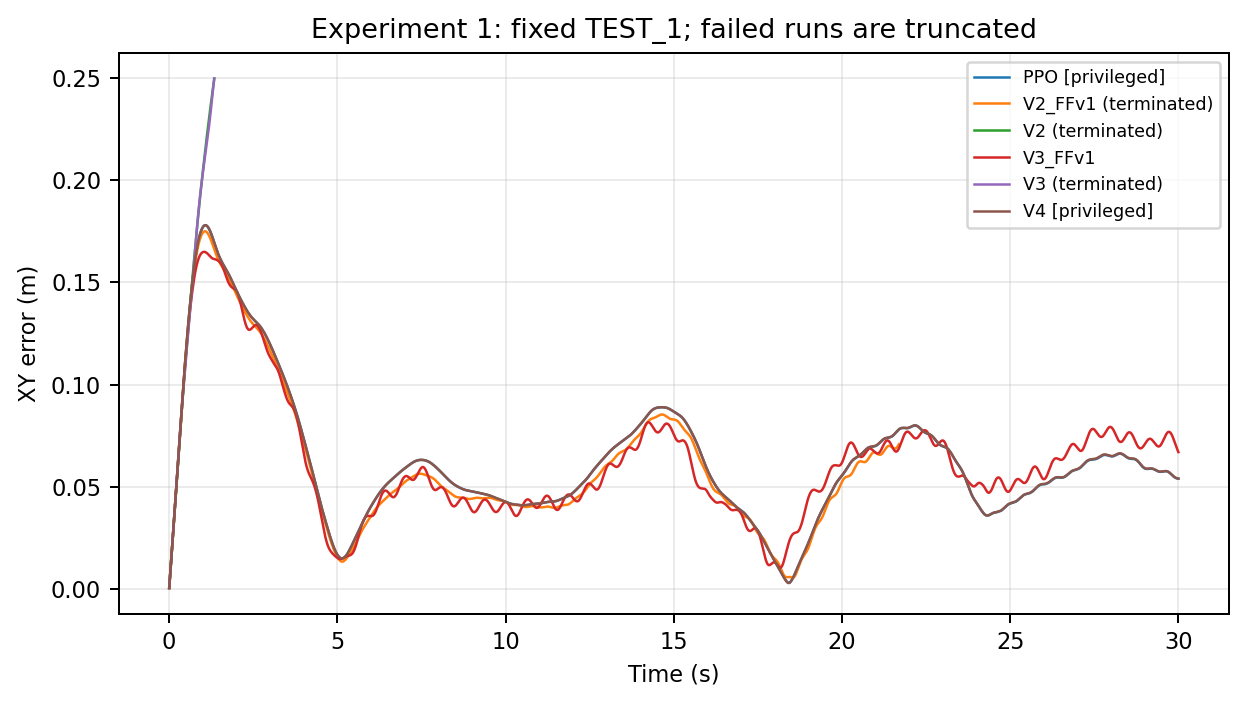 Experiment 1: fixed TEST_1; failed runs are truncated
XY error (m)
0.25
0.20
0.15
0.10
0.05
0.00
PPO [privileged]
V2_FFv1 (terminated)
V2 (terminated)
V3_FFv1
V3 (terminated)
V4 [privileged]
0 5 10 15 20 25 30
Time (s)